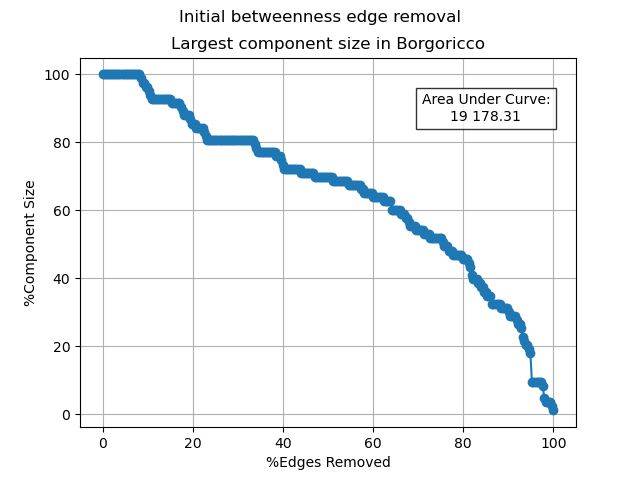 Initial betweenness edge removal
Largest component size in Borgoricco
100
80
60
40
20
0
%Component Size
Area Under Curve:
19 178.31
0 20 40 60 80 100
%Edges Removed